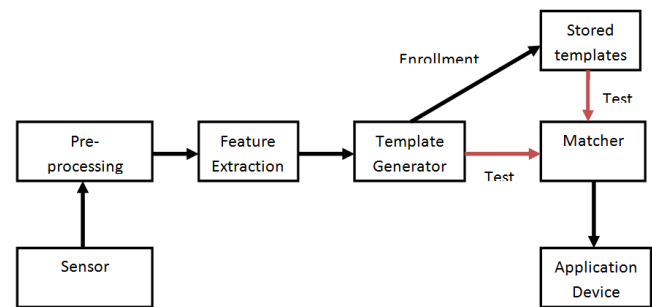 Stored
templates
Enrollment
Test
Pre-
processing
Feature
Extraction
Template
Generator
Matcher
Test
Sensor
Application
Device